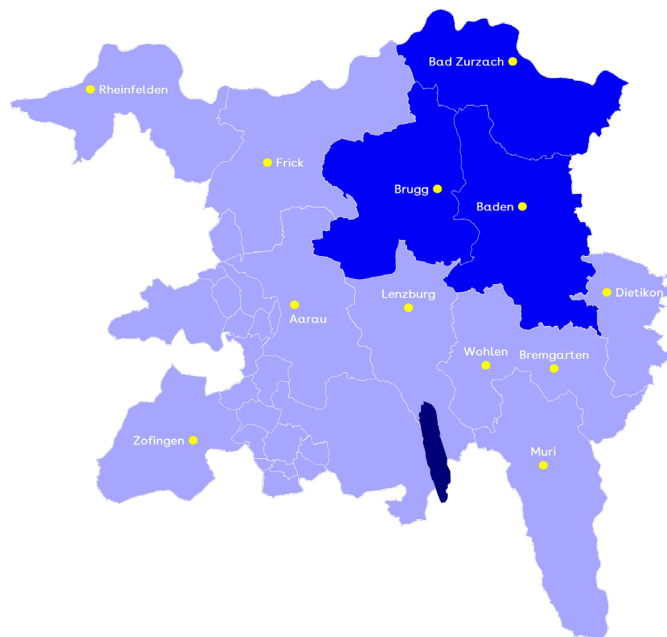 Bad Zurzach
Rheinfelden
Frick
Brugg
Baden
Dietikon
Lenzburg
Aarau
Wohlen
Bremgarten
Zofingen
Muri